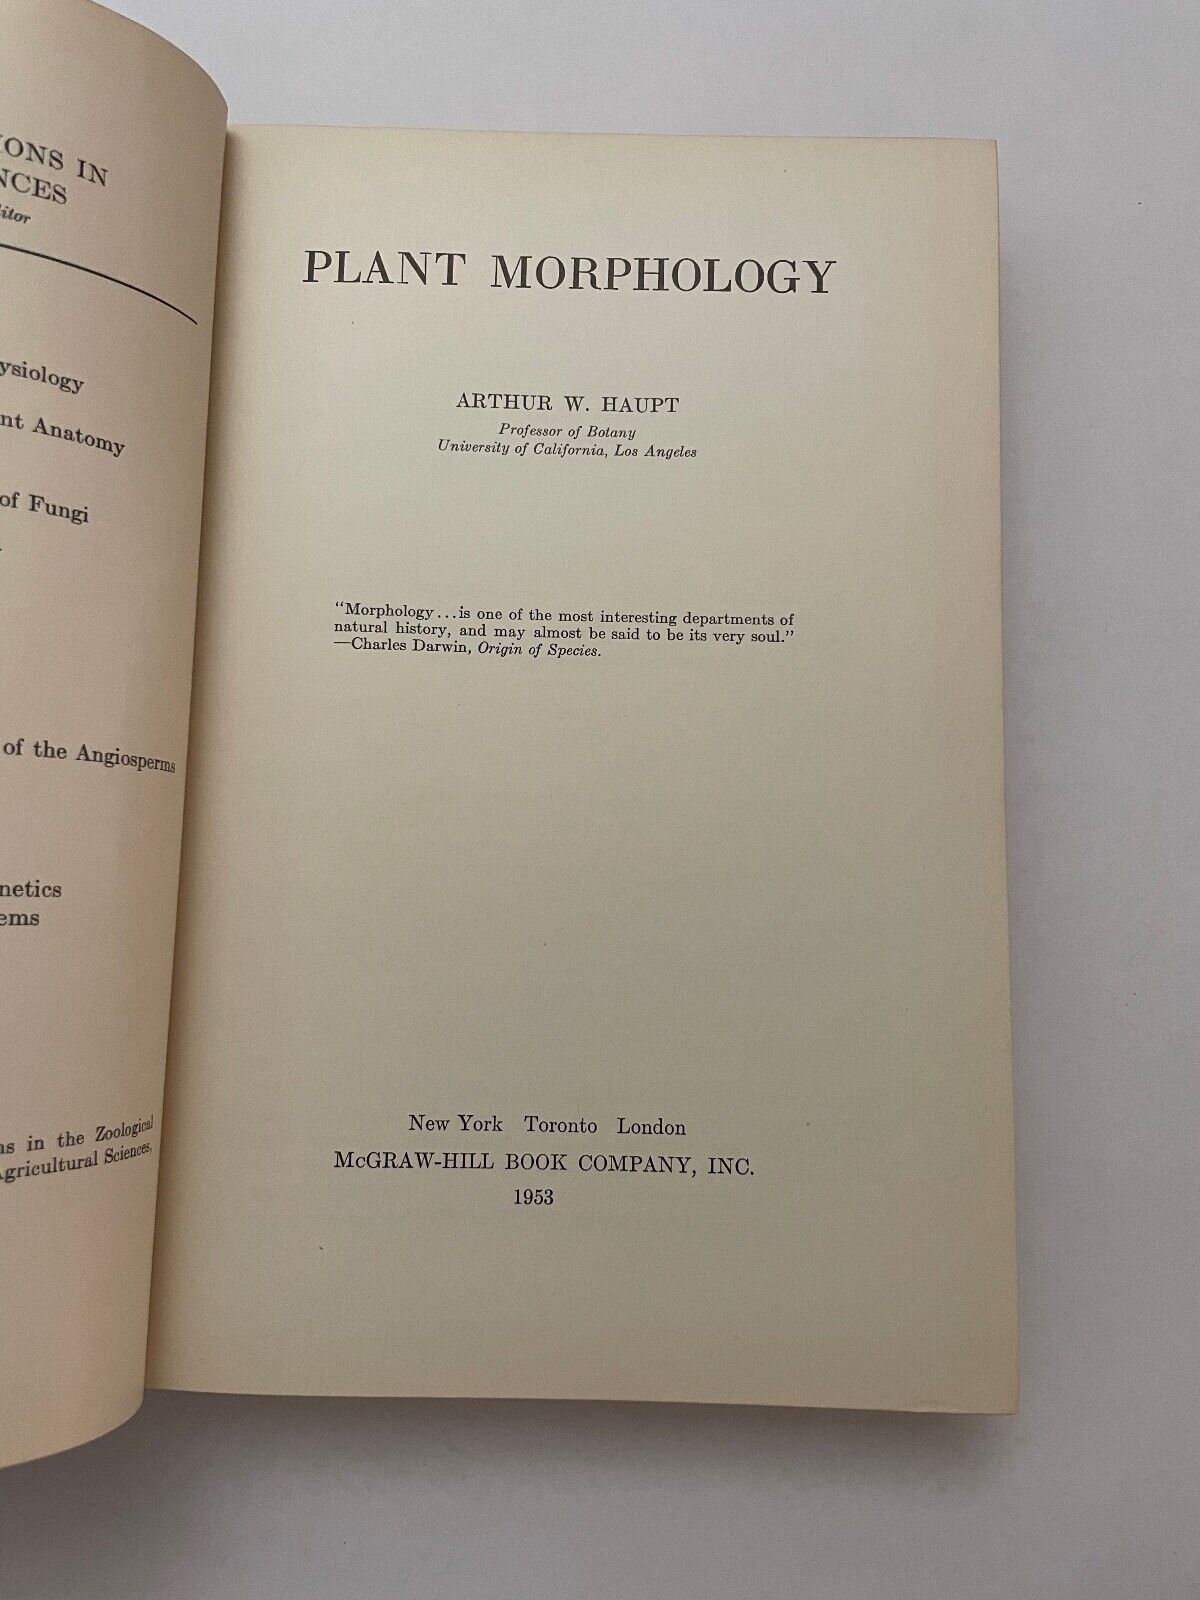 IONS IN
NCES
itor
ysiology
nt Anatomy
of Fungi
of the Angiosperms
netics
ems
ns in the Zoological
Agricultural Sciences,
PLANT MORPHOLOGY
ARTHUR W. HAUPT
Professor of Botany
University of California, Los Angeles
"Morphology...is one of the most interesting departments of
natural history, and may almost be said to be its very soul."
—Charles Darwin, Origin of Species.
New York Toronto London
McGRAW-HILL BOOK COMPANY, INC.
1953